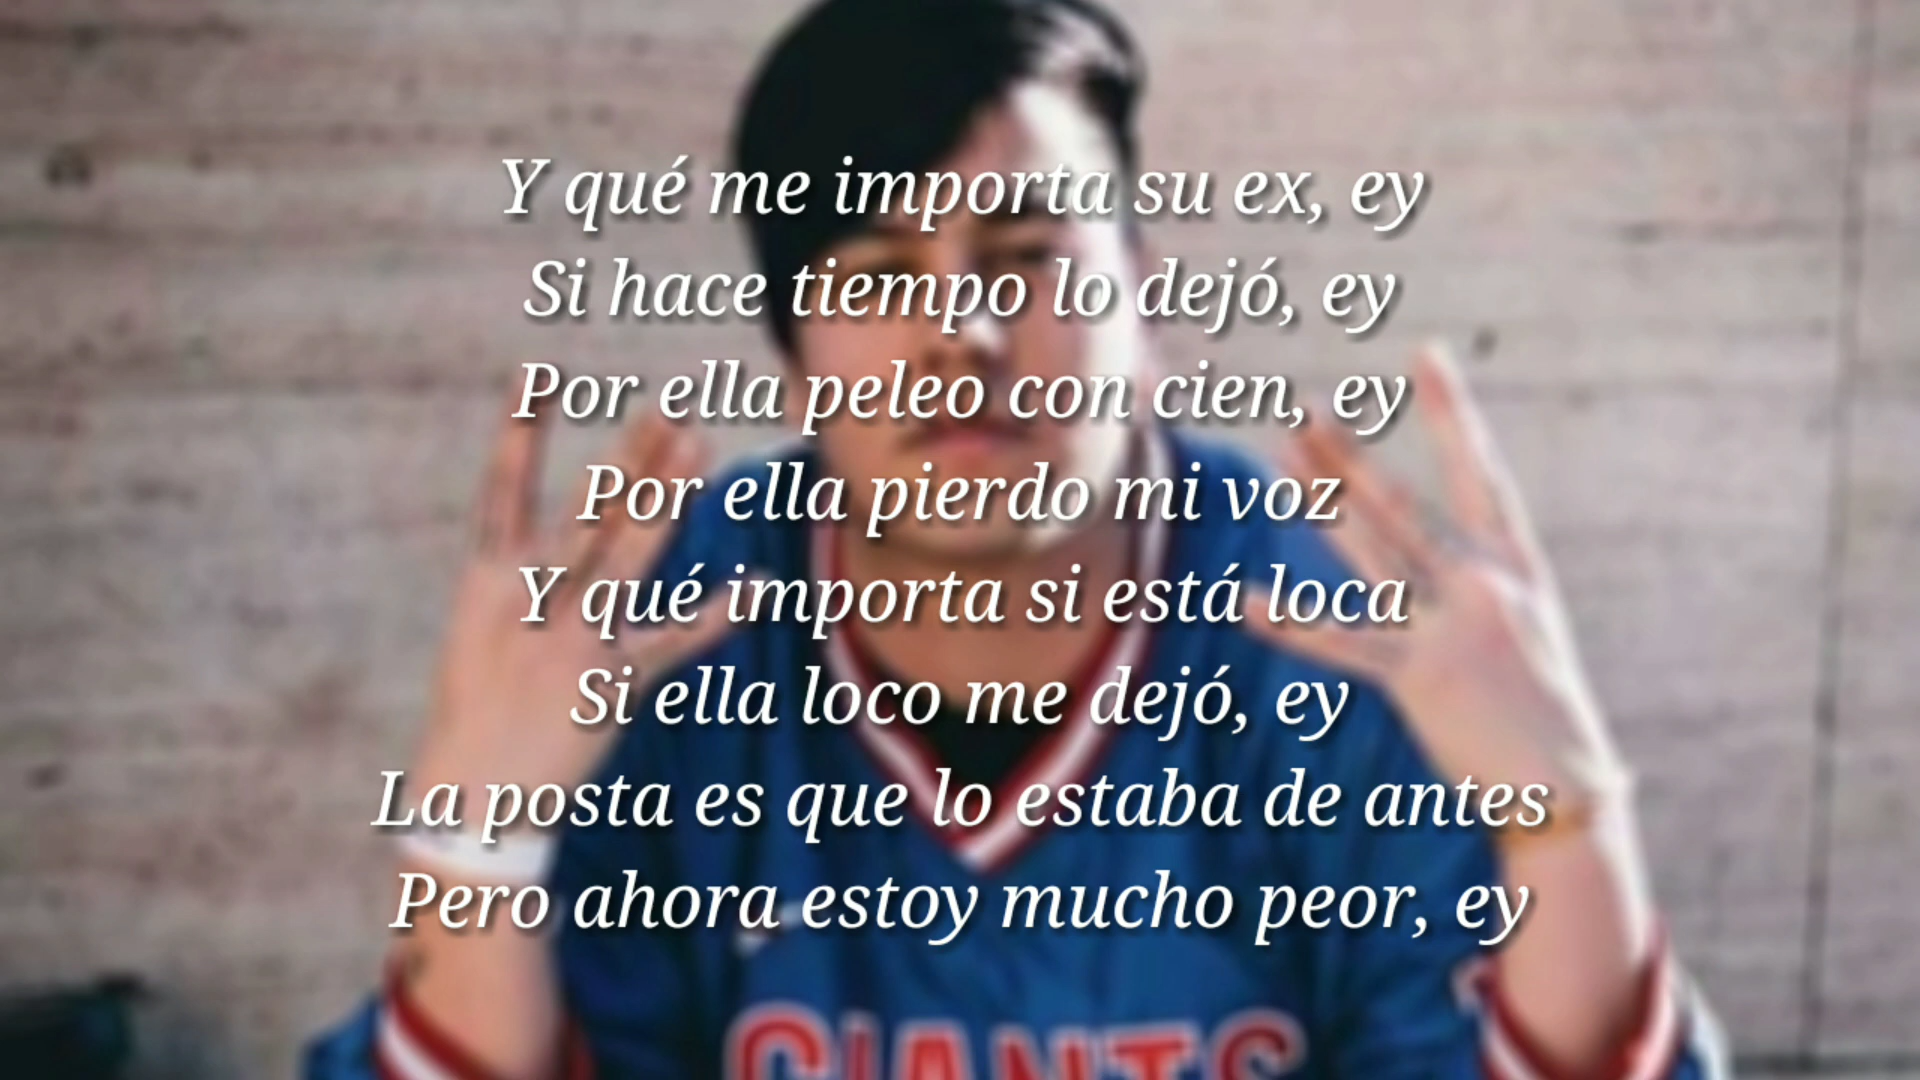 Y qué me importa su ex, ey
Si hace tiempo lo dejó, ey
Por ella peleo con cien, ey
Por ella pierdo mi voz
Y qué importa si está loca
Si ella loco me dejó, ey
La posta es que lo estaba de antes
Pero ahora estoy mucho peor, ey
GIANTS